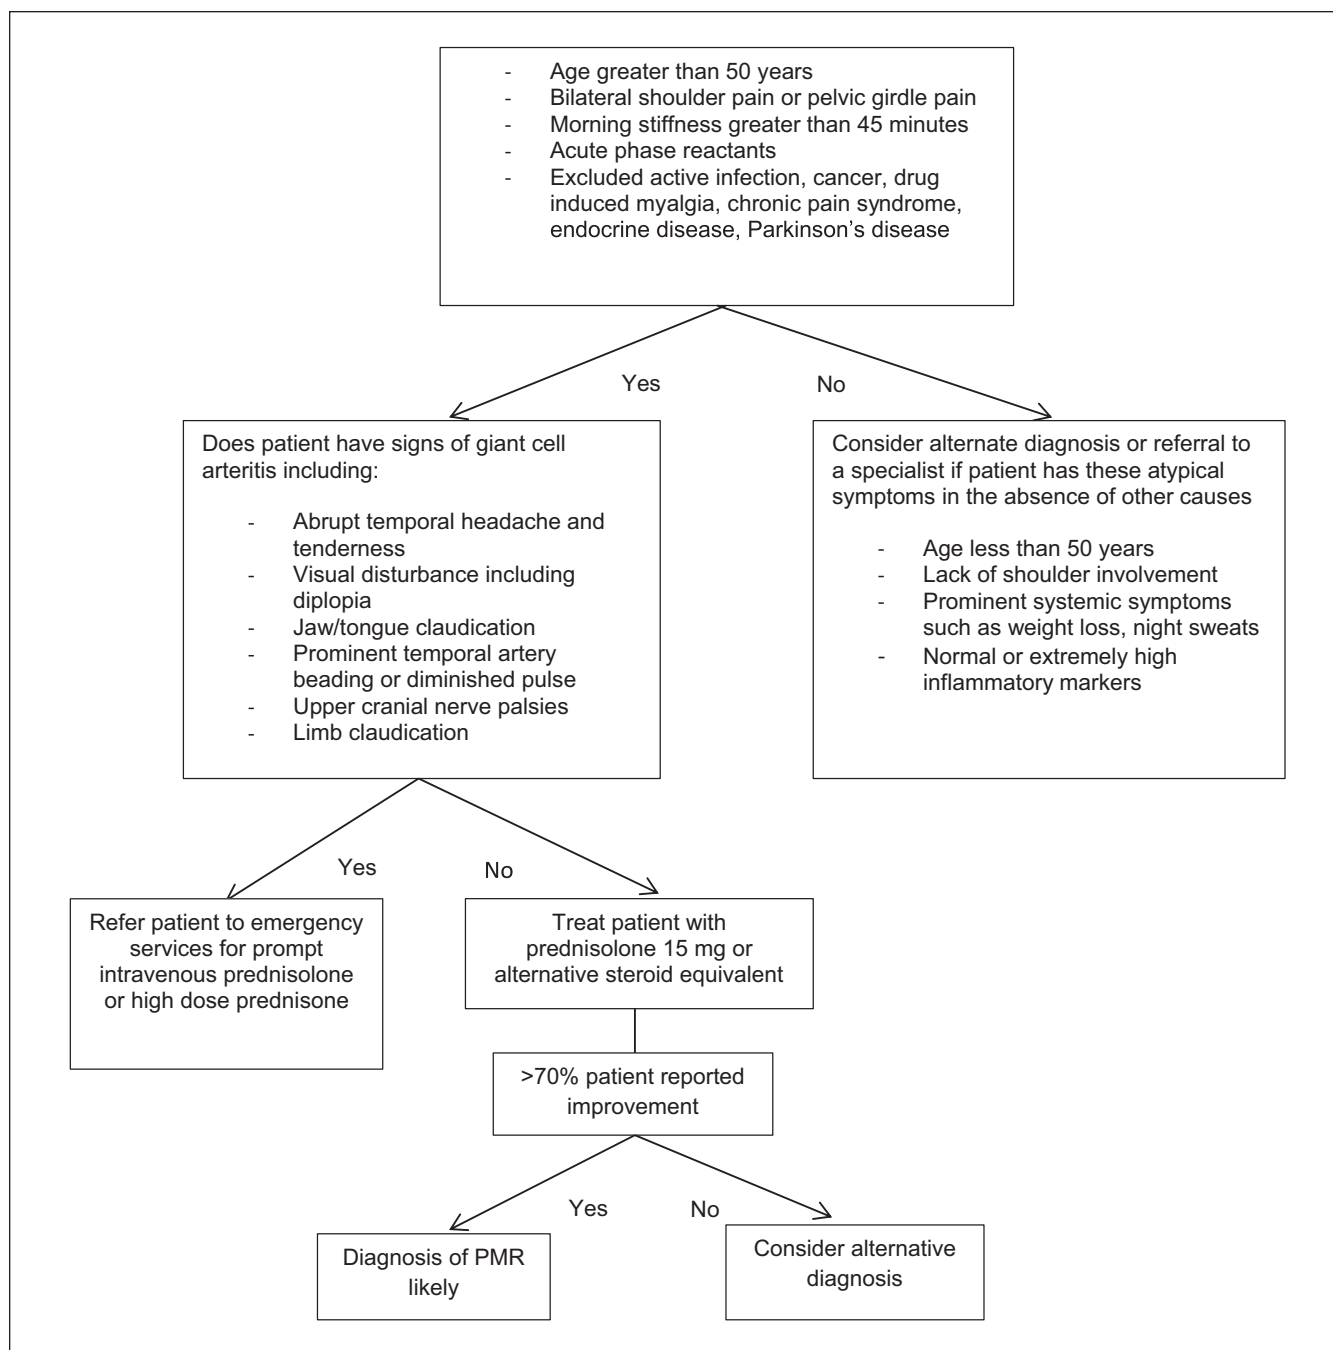 - Age greater than 50 years
- Bilateral shoulder pain or pelvic girdle pain
- Morning stiffness greater than 45 minutes
- Acute phase reactants
- Excluded active infection, cancer, drug
induced myalgia, chronic pain syndrome,
endocrine disease, Parkinson's disease
Yes
No
Does patient have signs of giant cell
arteritis including:
- Abrupt temporal headache and
tenderness
- Visual disturbance including
diplopia
- Jaw/tongue claudication
- Prominent temporal artery
beading or diminished pulse
- Upper cranial nerve palsies
- Limb claudication
Consider alternate diagnosis or referral to
a specialist if patient has these atypical
symptoms in the absence of other causes
- Age less than 50 years
- Lack of shoulder involvement
- Prominent systemic symptoms
such as weight loss, night sweats
- Normal or extremely high
inflammatory markers
Yes
No
Refer patient to emergency
services for prompt
intravenous prednisolone
or high dose prednisone
Treat patient with
prednisolone 15 mg or
alternative steroid equivalent
>70% patient reported
improvement
Yes
No
Diagnosis of PMR
likely
Consider alternative
diagnosis